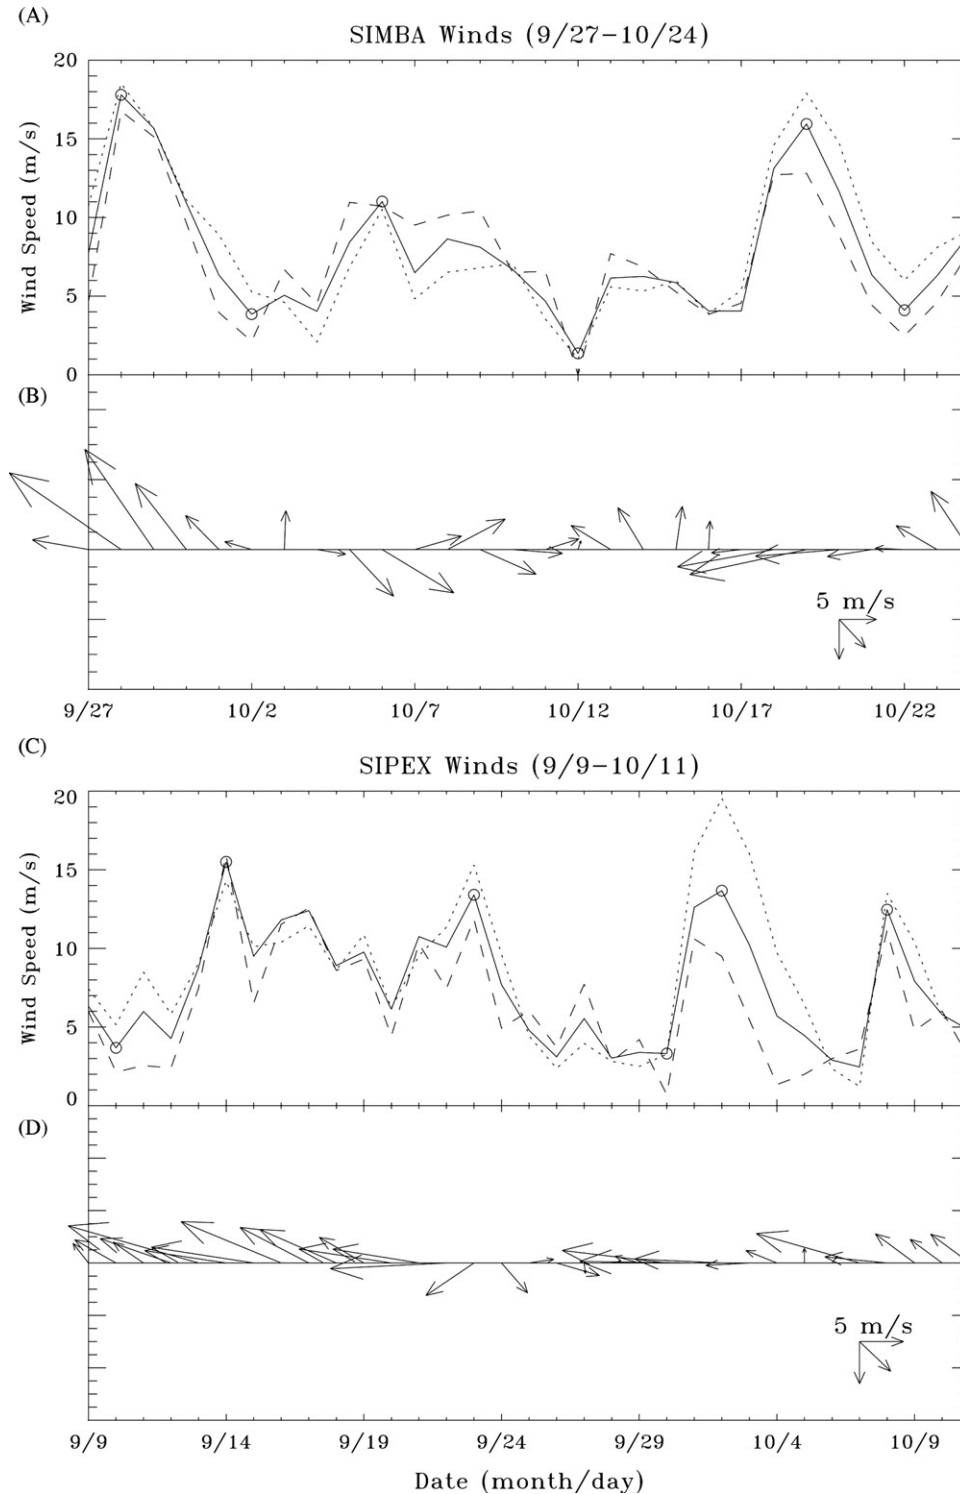 (A)
SIMBA Winds (9/27–10/24)
20
15
10
5
0
Wind Speed (m/s)
(B)
5 m/s
9/27 10/2 10/7 10/12 10/17 10/22
(C)
SIPEX Winds (9/9–10/11)
20
15
10
5
0
Wind Speed (m/s)
(D)
5 m/s
9/9 9/14 9/19 9/24 9/29 10/4 10/9
Date (month/day)